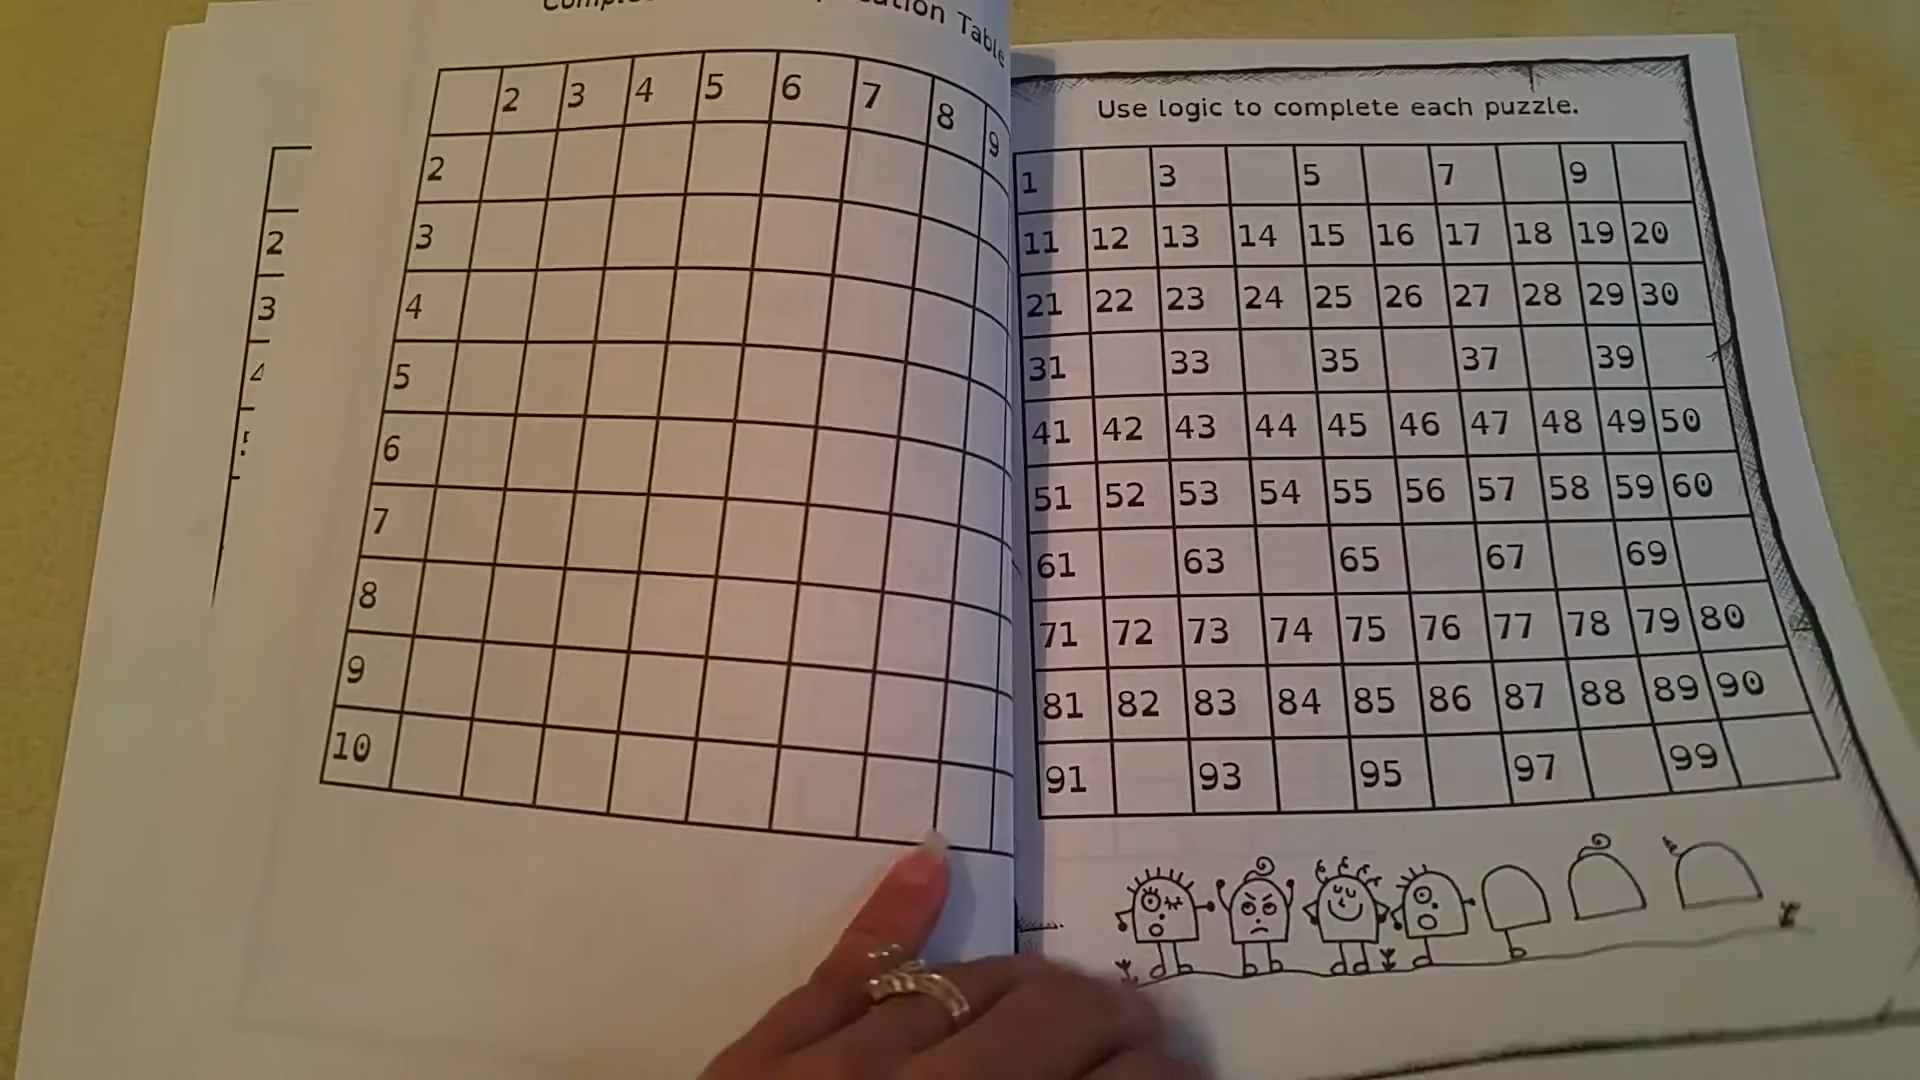 Table
2 3 4 5 6 7 8 9
2
3
4
5
6
7
8
9
10
2
3
Use logic to complete each puzzle.
1 3 5 7 9
11 12 13 14 15 16 17 18 19 20
21 22 23 24 25 26 27 28 29 30
31 33 35 37 39
41 42 43 44 45 46 47 48 49 50
51 52 53 54 55 56 57 58 59 60
61 63 65 67 69
71 72 73 74 75 76 77 78 79 80
81 82 83 84 85 86 87 88 89 90
91 93 95 97 99